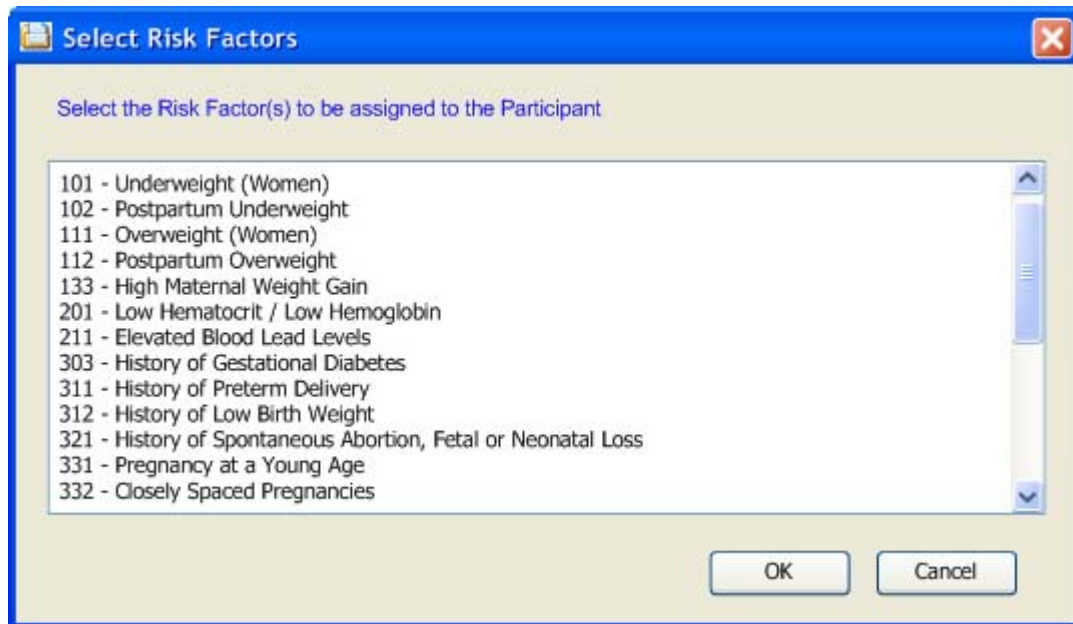 Select Risk Factors
Select the Risk Factor(s) to be assigned to the Participant
101 - Underweight (Women)
102 - Postpartum Underweight
111 - Overweight (Women)
112 - Postpartum Overweight
133 - High Maternal Weight Gain
201 - Low Hematocrit / Low Hemoglobin
211 - Elevated Blood Lead Levels
303 - History of Gestational Diabetes
311 - History of Preterm Delivery
312 - History of Low Birth Weight
321 - History of Spontaneous Abortion, Fetal or Neonatal Loss
331 - Pregnancy at a Young Age
332 - Closely Spaced Pregnancies
OK Cancel